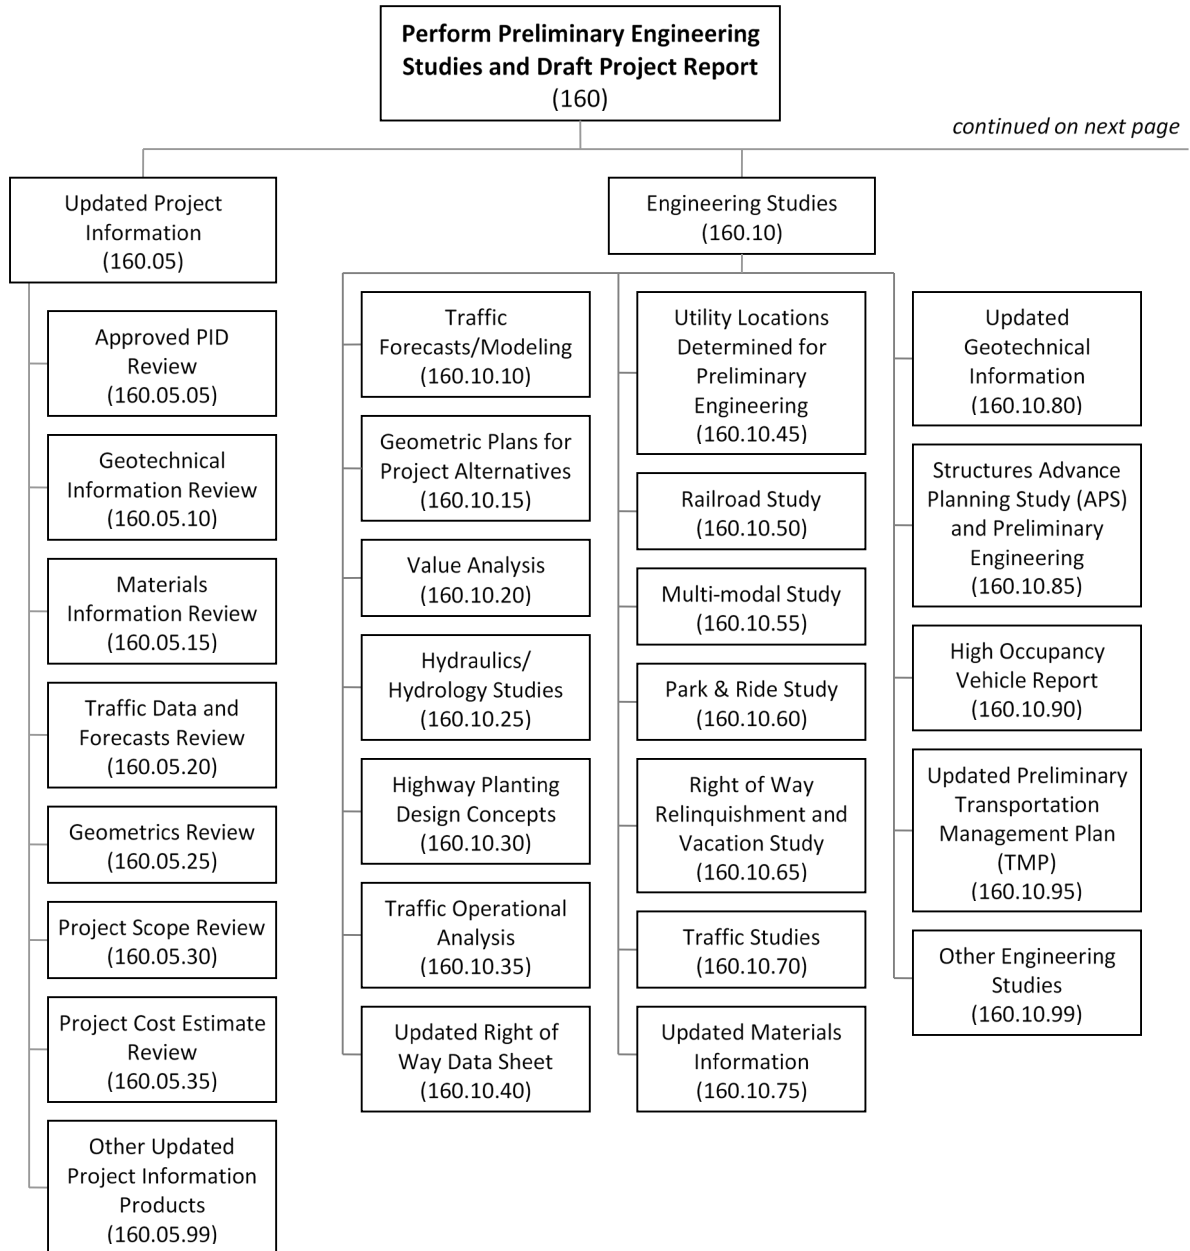 Perform Preliminary Engineering
Studies and Draft Project Report
(160)
continued on next page
Updated Project
Information
(160.05)
Approved PID
Review
(160.05.05)
Geotechnical
Information Review
(160.05.10)
Materials
Information Review
(160.05.15)
Traffic Data and
Forecasts Review
(160.05.20)
Geometrics Review
(160.05.25)
Project Scope Review
(160.05.30)
Project Cost Estimate
Review
(160.05.35)
Other Updated
Project Information
Products
(160.05.99)
Engineering Studies
(160.10)
Traffic
Forecasts/Modeling
(160.10.10)
Geometric Plans for
Project Alternatives
(160.10.15)
Value Analysis
(160.10.20)
Hydraulics/
Hydrology Studies
(160.10.25)
Highway Planting
Design Concepts
(160.10.30)
Traffic Operational
Analysis
(160.10.35)
Updated Right of
Way Data Sheet
(160.10.40)
Utility Locations
Determined for
Preliminary
Engineering
(160.10.45)
Railroad Study
(160.10.50)
Multi-modal Study
(160.10.55)
Park & Ride Study
(160.10.60)
Right of Way
Relinquishment and
Vacation Study
(160.10.65)
Traffic Studies
(160.10.70)
Updated Materials
Information
(160.10.75)
Updated
Geotechnical
Information
(160.10.80)
Structures Advance
Planning Study (APS)
and Preliminary
Engineering
(160.10.85)
High Occupancy
Vehicle Report
(160.10.90)
Updated Preliminary
Transportation
Management Plan
(TMP)
(160.10.95)
Other Engineering
Studies
(160.10.99)